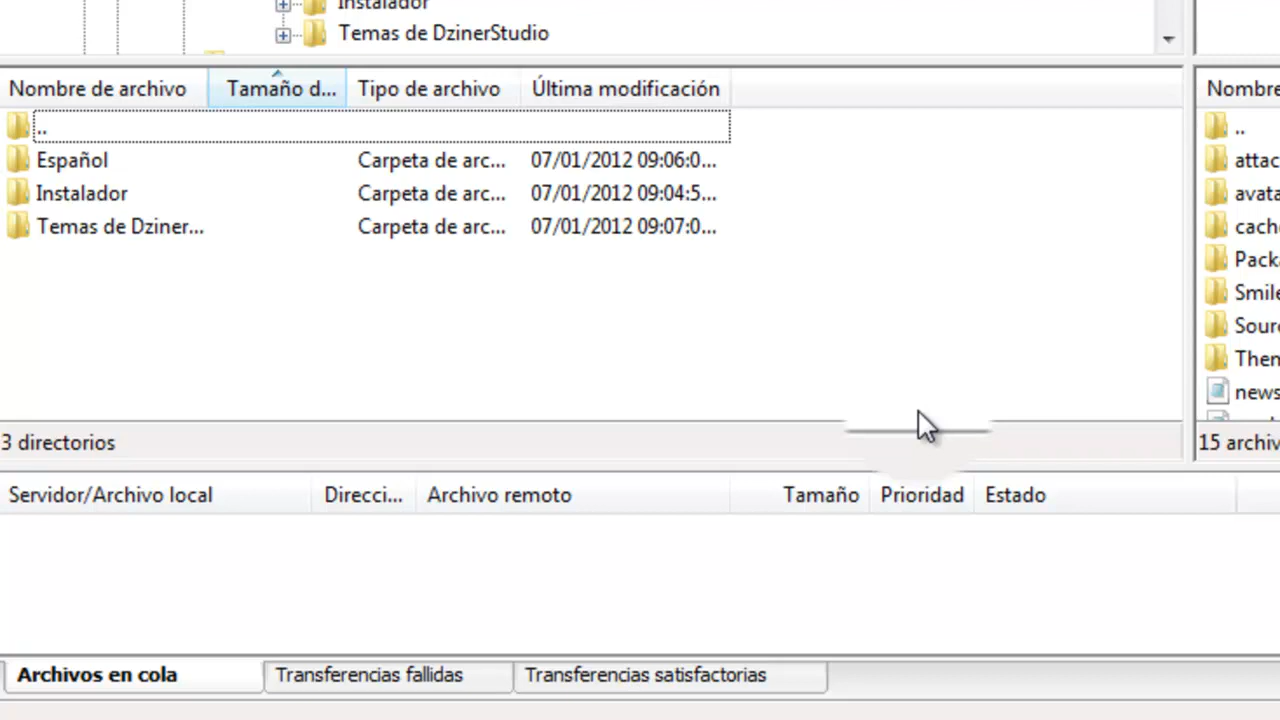 Instalador
Temas de DzinerStudio
Nombre de archivo Tamaño d... Tipo de archivo Última modificación
..
Español Carpeta de arc... 07/01/2012 09:06:0...
Instalador Carpeta de arc... 07/01/2012 09:04:5...
Temas de Dziner... Carpeta de arc... 07/01/2012 09:07:0...
3 directorios
Nombre
..
attac
avata
cach
Packa
Smile
Sour
Then
news
15 archiv
Servidor/Archivo local Direcci... Archivo remoto Tamaño Prioridad Estado
Archivos en cola Transferencias fallidas Transferencias satisfactorias